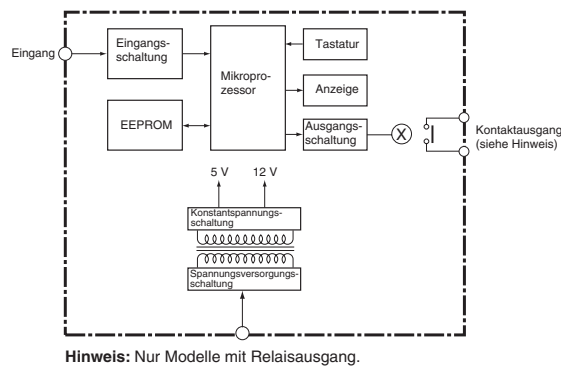 Eingang
Eingangs-
schaltung
Mikropro-
zessor
Tastatur
Anzeige
EEPROM
Ausgangs-
schaltung
X
Kontaktausgang
(siehe Hinweis)
5 V
12 V
Konstantspannungs-
schaltung
Spannungsversorgungs-
schaltung
Hinweis: Nur Modelle mit Relaisausgang.